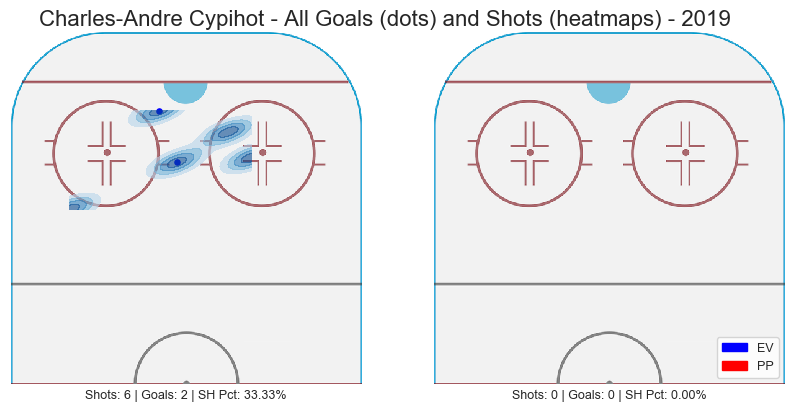 Charles-Andre Cypihot - All Goals (dots) and Shots (heatmaps) - 2019
EV
PP
Shots: 6 | Goals: 2 | SH Pct: 33.33%
Shots: 0 | Goals: 0 | SH Pct: 0.00%